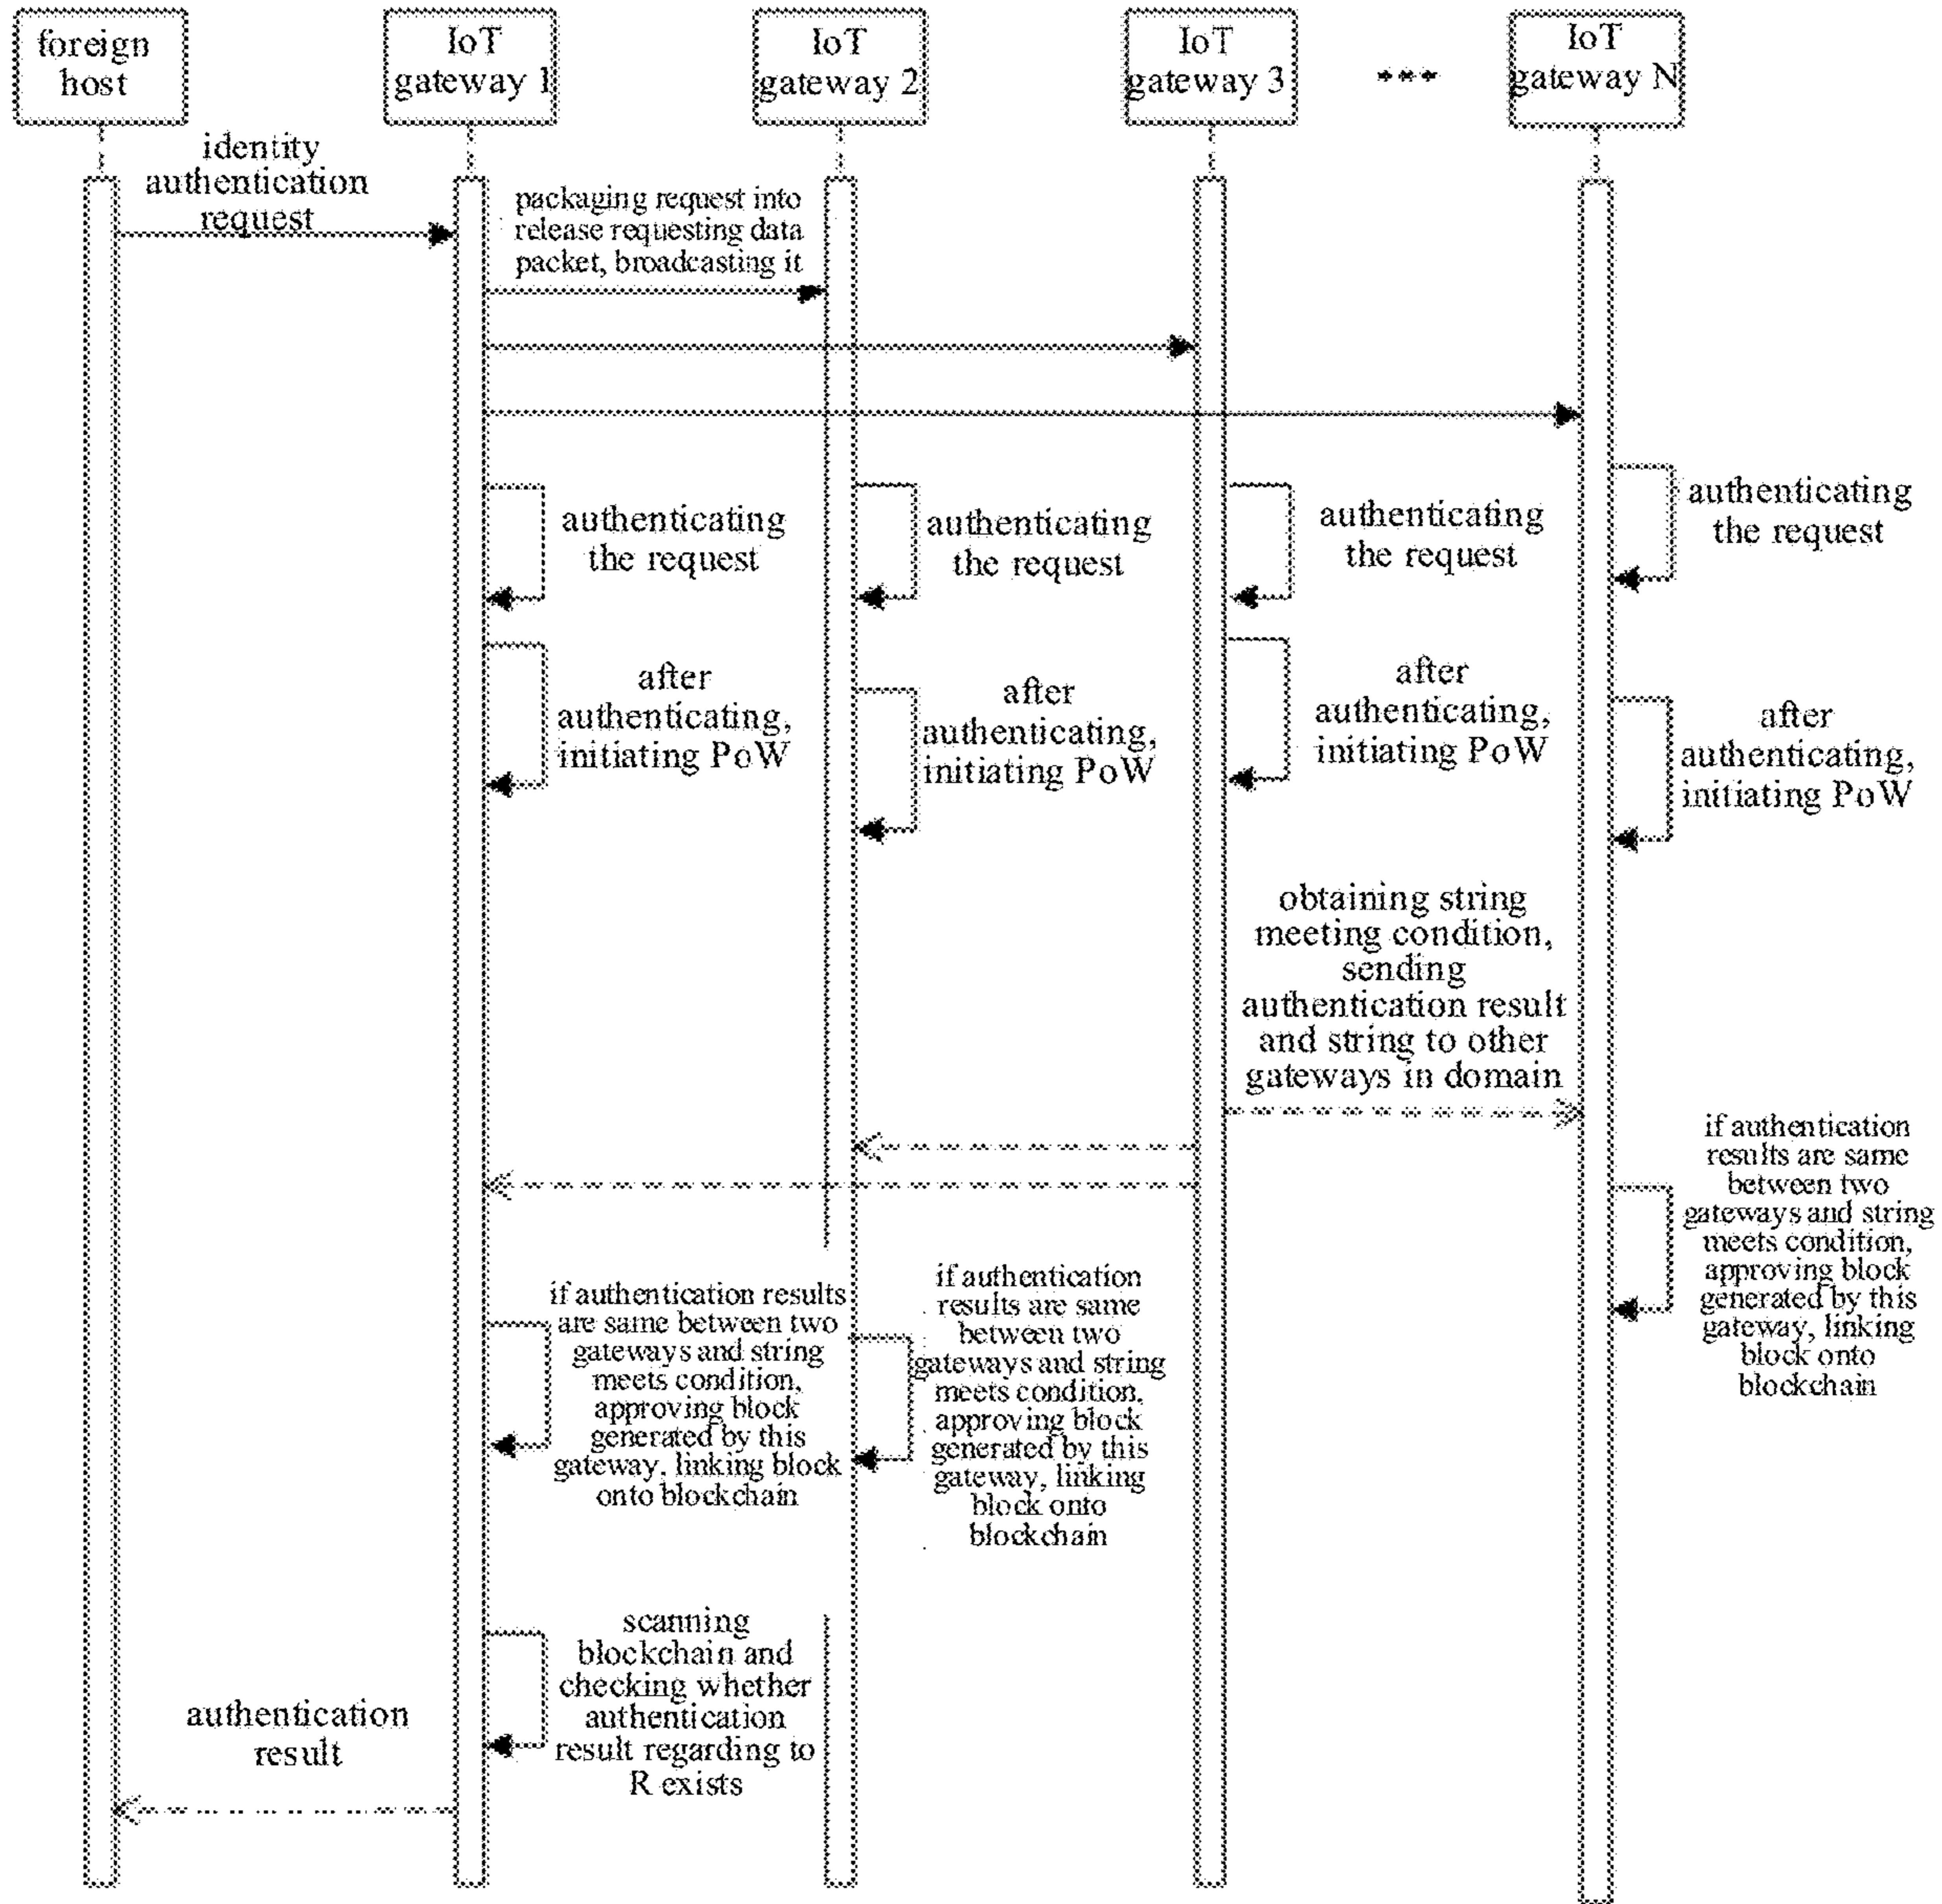 foreign
host
IoT
gateway 1
IoT
gateway 2
IoT
gateway 3
IoT
gateway N
identity
authentication
request
packaging request into
release requesting data
packet, broadcasting it
authenticating
the request
authenticating
the request
authenticating
the request
authenticating
the request
after
authenticating,
initiating PoW
after
authenticating,
initiating PoW
after
authenticating,
initiating PoW
after
authenticating,
initiating PoW
obtaining string
meeting condition,
sending
authentication result
and string to other
gateways in domain
if authentication
results are same
between two
gateways and string
meets condition,
approving block
generated by this
gateway, linking
block onto
blockchain
if authentication results
are same between two
gateways and string
meets condition,
approving block
generated by this
gateway, linking block
onto blockchain
if authentication
results are same
between two
gateways and string
meets condition,
approving block
generated by this
gateway, linking
block onto
blockchain
scanning
blockchain and
checking whether
authentication
result regarding to
R exists
authentication
result